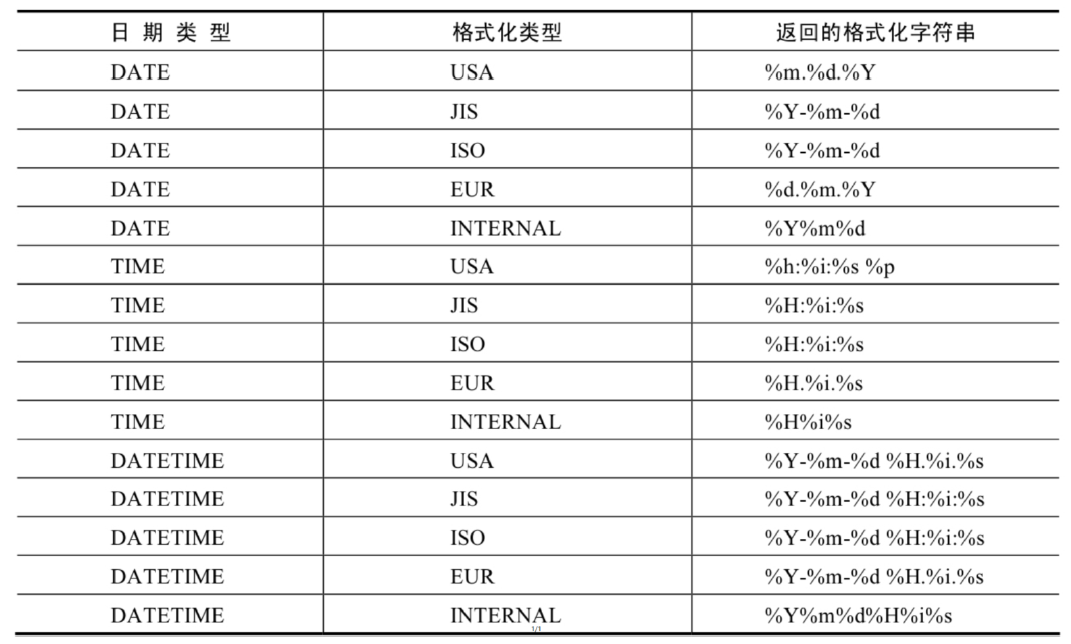 日 期 类 型 格式化类型 返回的格式化字符串
DATE USA %m.%d.%Y
DATE JIS %Y-%m-%d
DATE ISO %Y-%m-%d
DATE EUR %d.%m.%Y
DATE INTERNAL %Y%m%d
TIME USA %h:%i:%s %p
TIME JIS %H:%i:%s
TIME ISO %H:%i:%s
TIME EUR %H.%i.%s
TIME INTERNAL %H%i%s
DATETIME USA %Y-%m-%d %H.%i.%s
DATETIME JIS %Y-%m-%d %H:%i:%s
DATETIME ISO %Y-%m-%d %H:%i:%s
DATETIME EUR %Y-%m-%d %H.%i.%s
DATETIME INTERNAL %Y%m%d%H%i%s
1/1